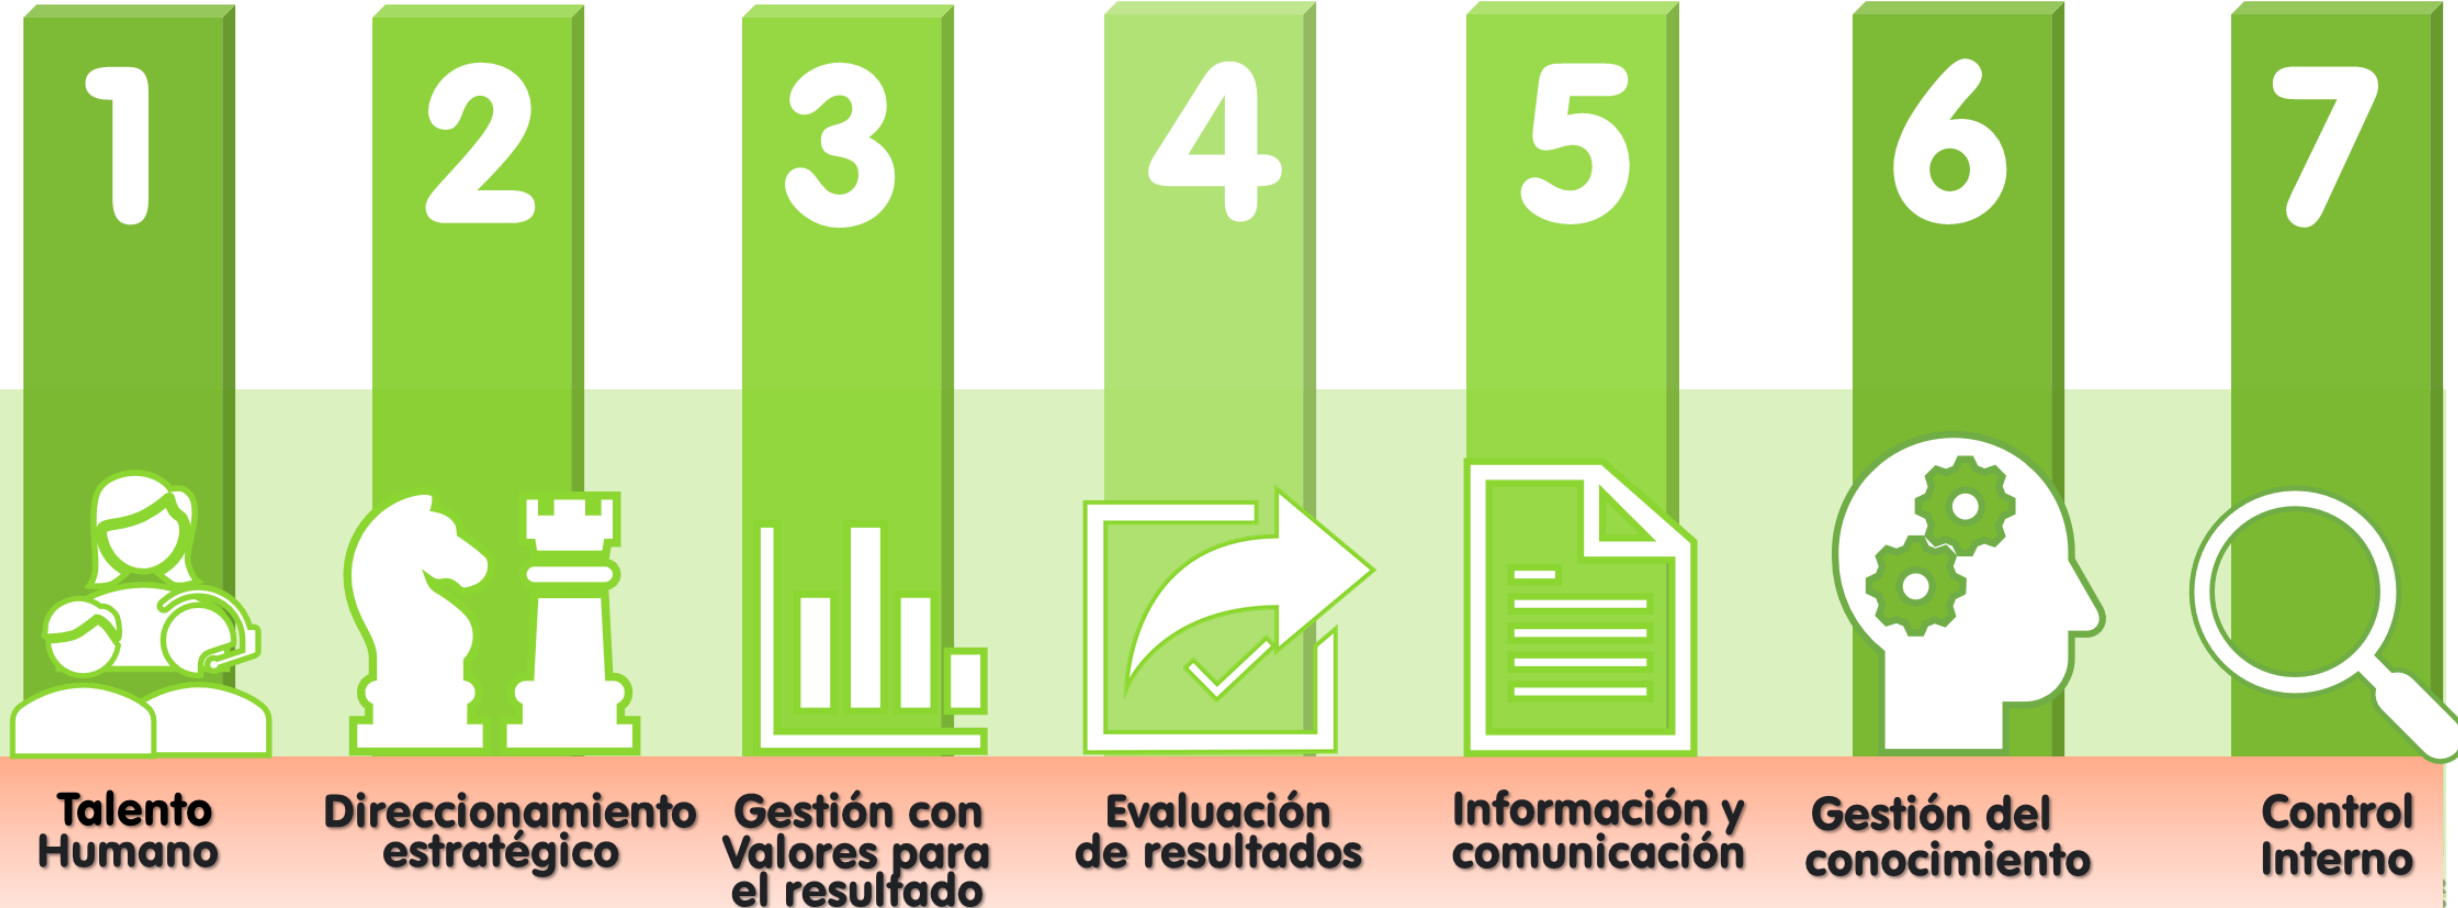 1
2
3
4
5
6
7
Talento
Humano
Direccionamiento
estratégico
Gestión con
Valores para
el resultado
Evaluación
de resultados
Información y
comunicación
Gestión del
conocimiento
Control
Interno